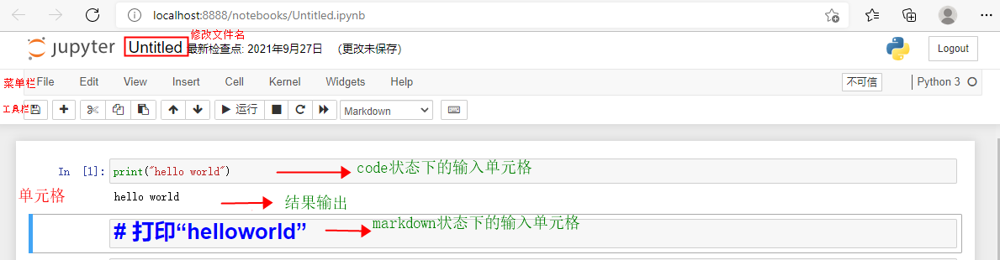 localhost:8888/notebooks/Untitled.ipynb
修改文件名
jupyter Untitled 最新检查点: 2021年9月27日 (更改未保存) Logout
菜单栏 File Edit View Insert Cell Kernel Widgets Help 不可信 Python 3
工具栏 运行 Markdown
In [1]: print("hello world") code状态下的输入单元格
单元格 hello world 结果输出
# 打印“helloworld” markdown状态下的输入单元格